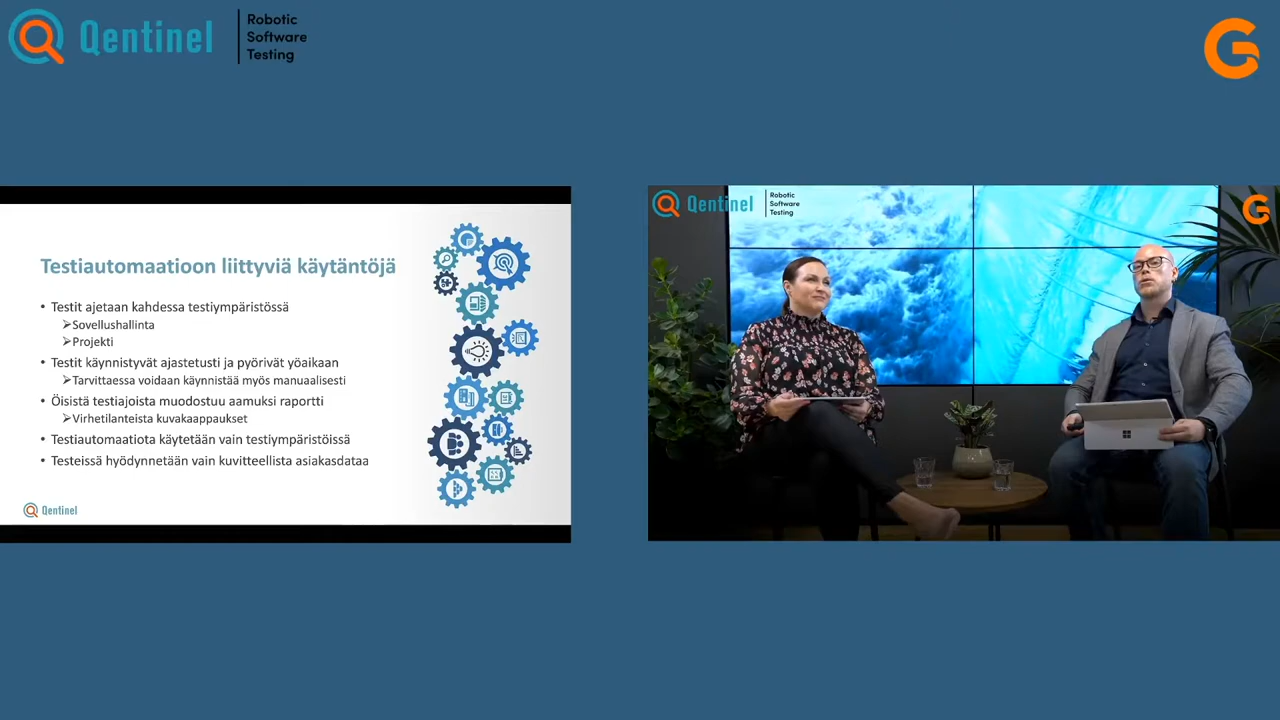 Qentinel
Robotic
Software
Testing
G
Testiautomaatioon liittyviä käytäntöjä
• Testit ajetaan kahdessa testiympäristössä
➢Sovellushallinta
➢Projekti
• Testit käynnistyvät ajastetusti ja pyörivät yöaikaan
➢Tarvittaessa voidaan käynnistää myös manuaalisesti
• Öisistä testiajoista muodostuu aamuksi raportti
➢Virhetilanteista kuvakaappaukset
• Testiautomaatiota käytetään vain testiympäristöissä
• Testeissä hyödynnetään vain kuvitteellista asiakasdataa
Qentinel
Qentinel
Robotic
Software
Testing
G